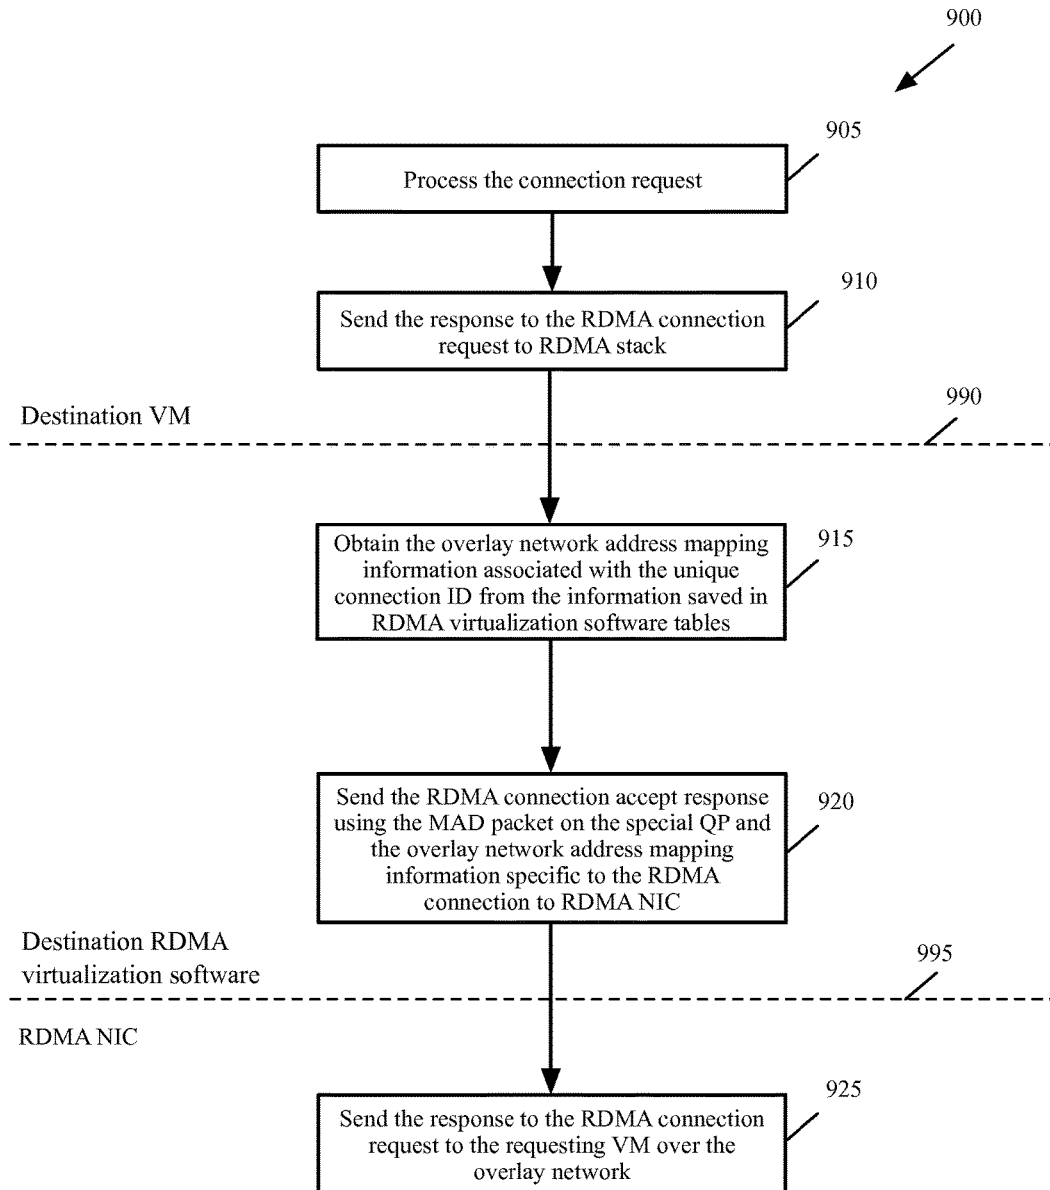 900
905
Process the connection request
910
Send the response to the RDMA connection
request to RDMA stack
Destination VM
990
Obtain the overlay network address mapping
information associated with the unique
connection ID from the information saved in
RDMA virtualization software tables
915
Send the RDMA connection accept response
using the MAD packet on the special QP and
the overlay network address mapping
information specific to the RDMA
connection to RDMA NIC
920
Destination RDMA
virtualization software
995
RDMA NIC
925
Send the response to the RDMA connection
request to the requesting VM over the
overlay network